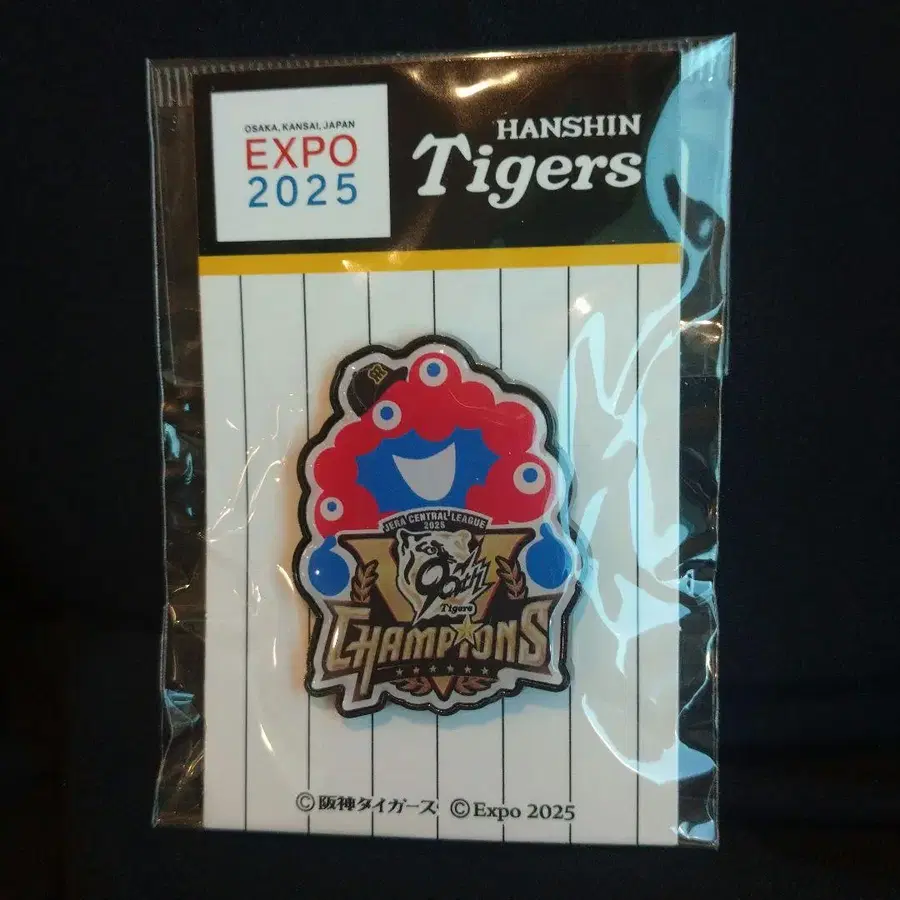 OSAKA, KANSAI, JAPAN
EXPO
2025
HANSHIN
Tigers
JERA CENTRAL LEAGUE
2025
90th
Tigers
CHAMPIONS
©阪神タイガース ©Expo 2025